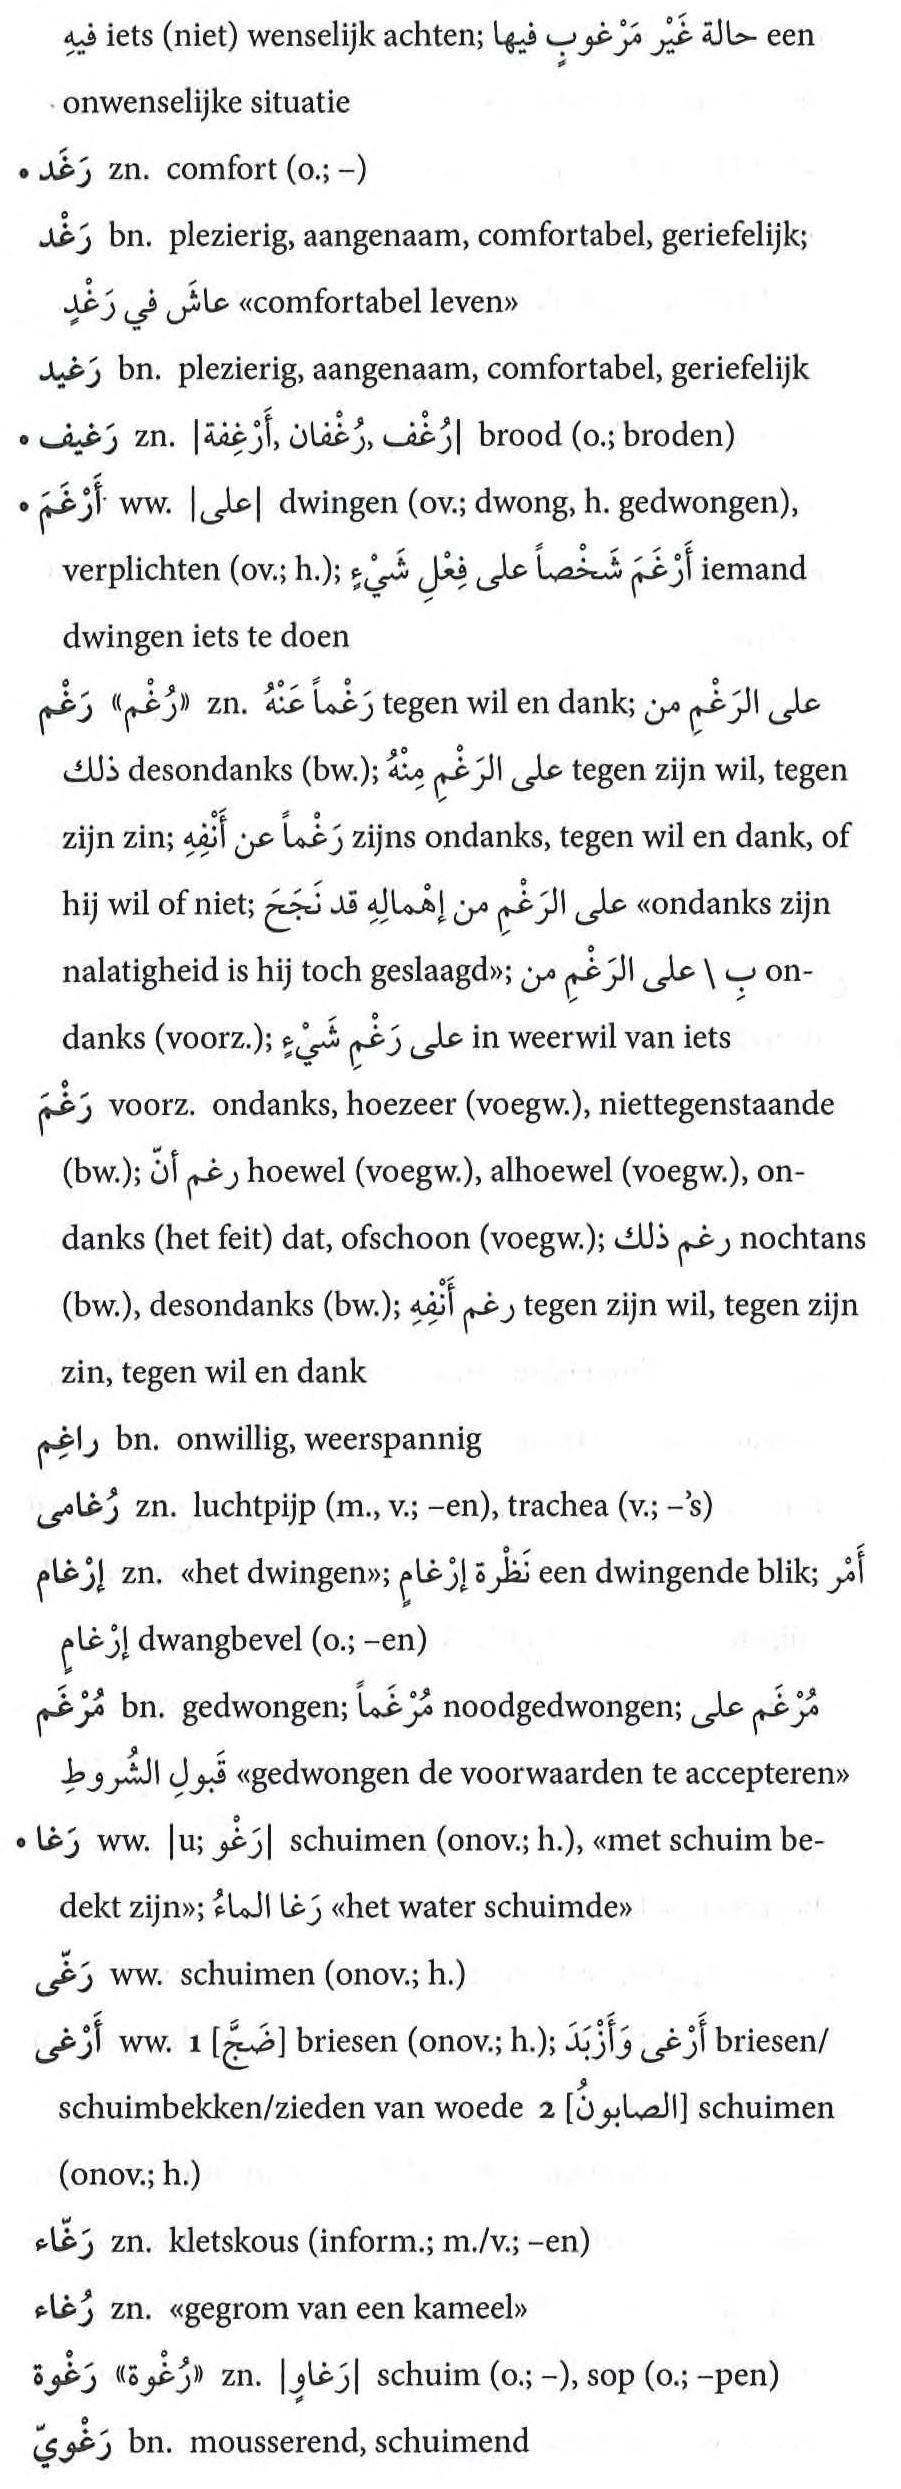 فيهِ iets (niet) wenselijk achten; حالة غَيْر مَرْغوبٍ فيها een
onwenselijke situatie
• رَغَد zn. comfort (o.; –)
رَغْد bn. plezierig, aangenaam, comfortabel, geriefelijk;
عاشَ في رَغْدٍ «comfortabel leven»
رَغيد bn. plezierig, aangenaam, comfortabel, geriefelijk
• رَغيف zn. |أَرْغِفة, رُغْفان, رُغْف| brood (o.; broden)
• أَرْغَمَ ww. |على| dwingen (ov.; dwong, h. gedwongen),
verplichten (ov.; h.); أَرْغَمَ شَخْصاً على فِعْلِ شَيْءٍ iemand
dwingen iets te doen
رَغْم «رُغْم» zn. رَغْماً عَنْهُ tegen wil en dank; على الرَغْمِ من
ذلك desondanks (bw.); على الرَغْمِ مِنْهُ tegen zijn wil, tegen
zijn zin; رَغْماً عن أَنْفِهِ zijns ondanks, tegen wil en dank, of
hij wil of niet; على الرَغْمِ من إهْمالِهِ قد نَجَحَ «ondanks zijn
nalatigheid is hij toch geslaagd»; بِ \ على الرَغْمِ من on-
danks (voorz.); على رَغْمِ شَيْءٍ in weerwil van iets
رَغْمَ voorz. ondanks, hoezeer (voegw.), niettegenstaande
(bw.); رغم أنّ hoewel (voegw.), alhoewel (voegw.), on-
danks (het feit) dat, ofschoon (voegw.); رغم ذلك nochtans
(bw.), desondanks (bw.); رغم أَنْفِهِ tegen zijn wil, tegen zijn
zin, tegen wil en dank
راغِم bn. onwillig, weerspannig
رُغامى zn. luchtpijp (m., v.; –en), trachea (v.; –’s)
إرْغام zn. «het dwingen»; نَظْرة إرْغامٍ een dwingende blik; أَمْر
إرْغامٍ dwangbevel (o.; –en)
مُرْغَم bn. gedwongen; مُرْغَماً noodgedwongen; مُرْغَم على
قَبولِ الشُروطِ «gedwongen de voorwaarden te accepteren»
• رَغا ww. |u; رَغْو| schuimen (onov.; h.), «met schuim be-
dekt zijn»; رَغا الماءُ «het water schuimde»
رَغّى ww. schuimen (onov.; h.)
أَرْغى ww. 1 [ضَجَّ] briesen (onov.; h.); أَرْغى وَأَزْبَدَ briesen/
schuimbekken/zieden van woede 2 [الصابونُ] schuimen
(onov.; h.)
رَغّاء zn. kletskous (inform.; m./v.; –en)
رُغاء zn. «gegrom van een kameel»
رَغْوة «رُغْوة» zn. |رَغاوٍ| schuim (o.; –), sop (o.; –pen)
رَغْويّ bn. mousserend, schuimend